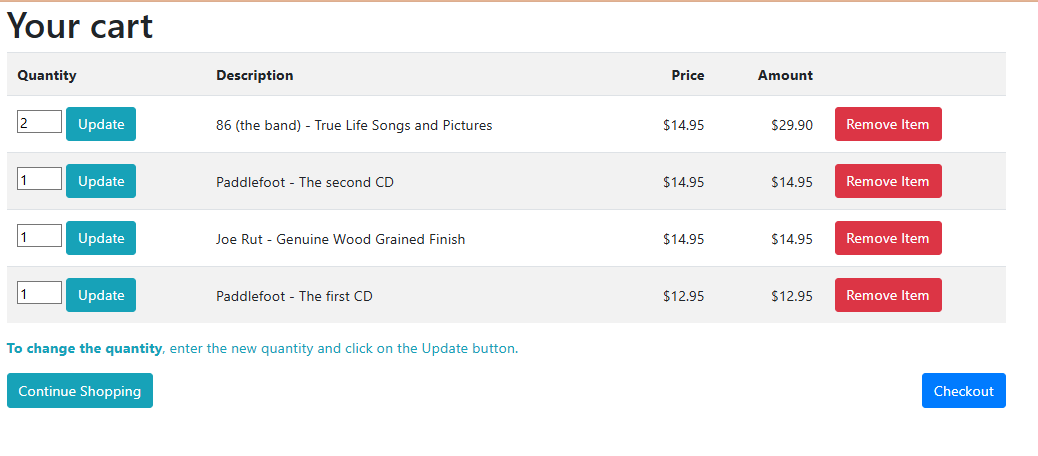 Your cart
Quantity Description Price Amount
2 Update 86 (the band) - True Life Songs and Pictures $14.95 $29.90 Remove Item
1 Update Paddlefoot - The second CD $14.95 $14.95 Remove Item
1 Update Joe Rut - Genuine Wood Grained Finish $14.95 $14.95 Remove Item
1 Update Paddlefoot - The first CD $12.95 $12.95 Remove Item
To change the quantity, enter the new quantity and click on the Update button.
Continue Shopping Checkout